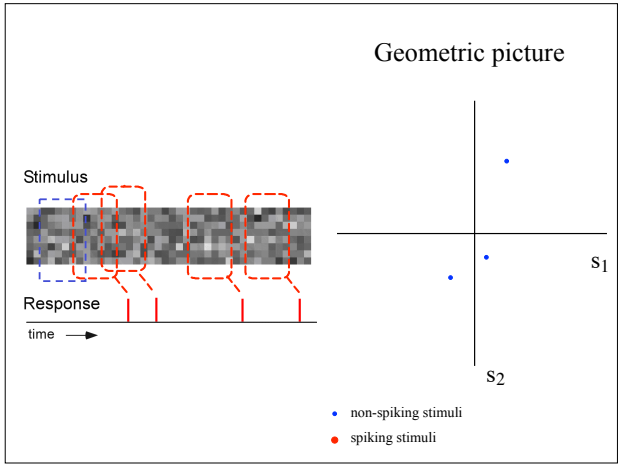 Geometric picture
Stimulus
Response
time
s1
s2
non-spiking stimuli
spiking stimuli